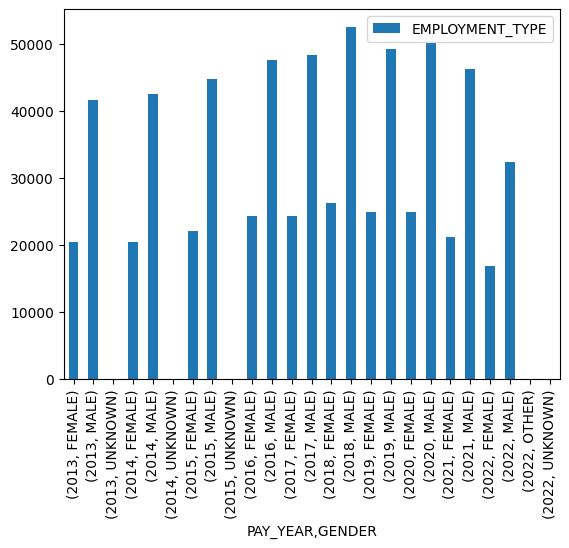 EMPLOYMENT_TYPE
50000
40000
30000
20000
10000
0
(2013, FEMALE)
(2013, MALE)
(2013, UNKNOWN)
(2014, FEMALE)
(2014, MALE)
(2014, UNKNOWN)
(2015, FEMALE)
(2015, MALE)
(2015, UNKNOWN)
(2016, FEMALE)
(2016, MALE)
(2017, FEMALE)
(2017, MALE)
(2018, FEMALE)
(2018, MALE)
(2019, FEMALE)
(2019, MALE)
(2020, FEMALE)
(2020, MALE)
(2021, FEMALE)
(2021, MALE)
(2022, FEMALE)
(2022, MALE)
(2022, OTHER)
(2022, UNKNOWN)
PAY_YEAR,GENDER